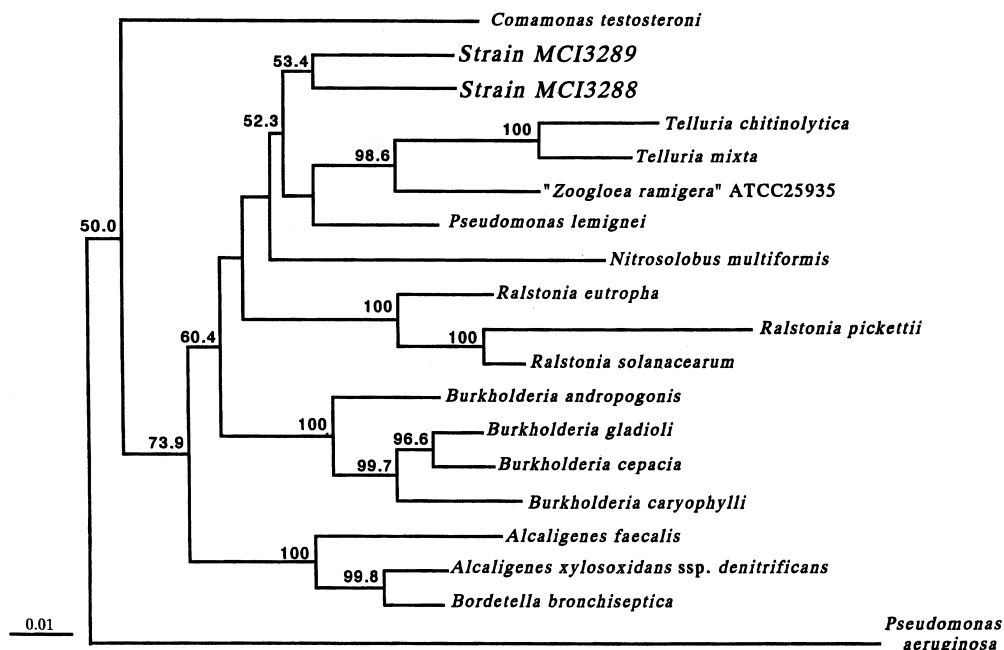 Comamonas testosteroni
Strain MCI3289
53.4
Strain MCI3288
52.3
Telluria chitinolytica
100
Telluria mixta
98.6
"Zoogloea ramigera" ATCC25935
Pseudomonas lemignei
50.0
Nitrosolobus multiformis
Ralstonia eutropha
100
Ralstonia pickettii
60.4
100
Ralstonia solanacearum
Burkholderia andropogonis
100
Burkholderia gladioli
73.9
96.6
Burkholderia cepacia
99.7
Burkholderia caryophylli
Alcaligenes faecalis
100
Alcaligenes xylosoxidans ssp. denitrificans
99.8
Bordetella bronchiseptica
0.01
Pseudomonas
aeruginosa